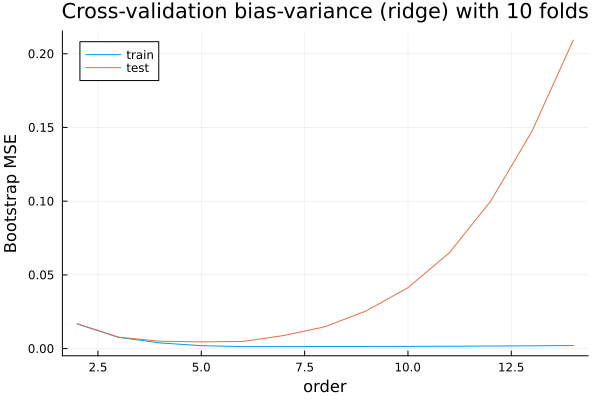 Cross-validation bias-variance (ridge) with 10 folds
train
test
Bootstrap MSE
0.20
0.15
0.10
0.05
0.00
2.5 5.0 7.5 10.0 12.5
order